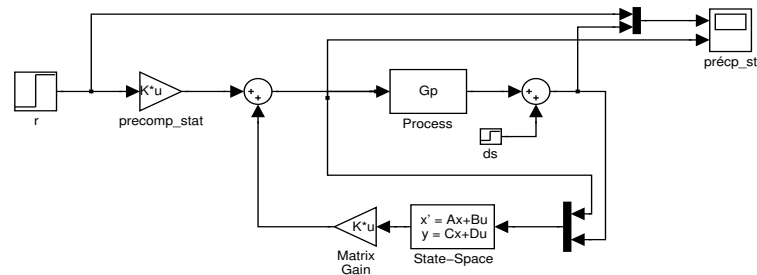 précp_st
r
K*u
precomp_stat
+
+
Gp
Process
+
+
ds
K*u
Matrix
Gain
x' = Ax+Bu
y = Cx+Du
State−Space